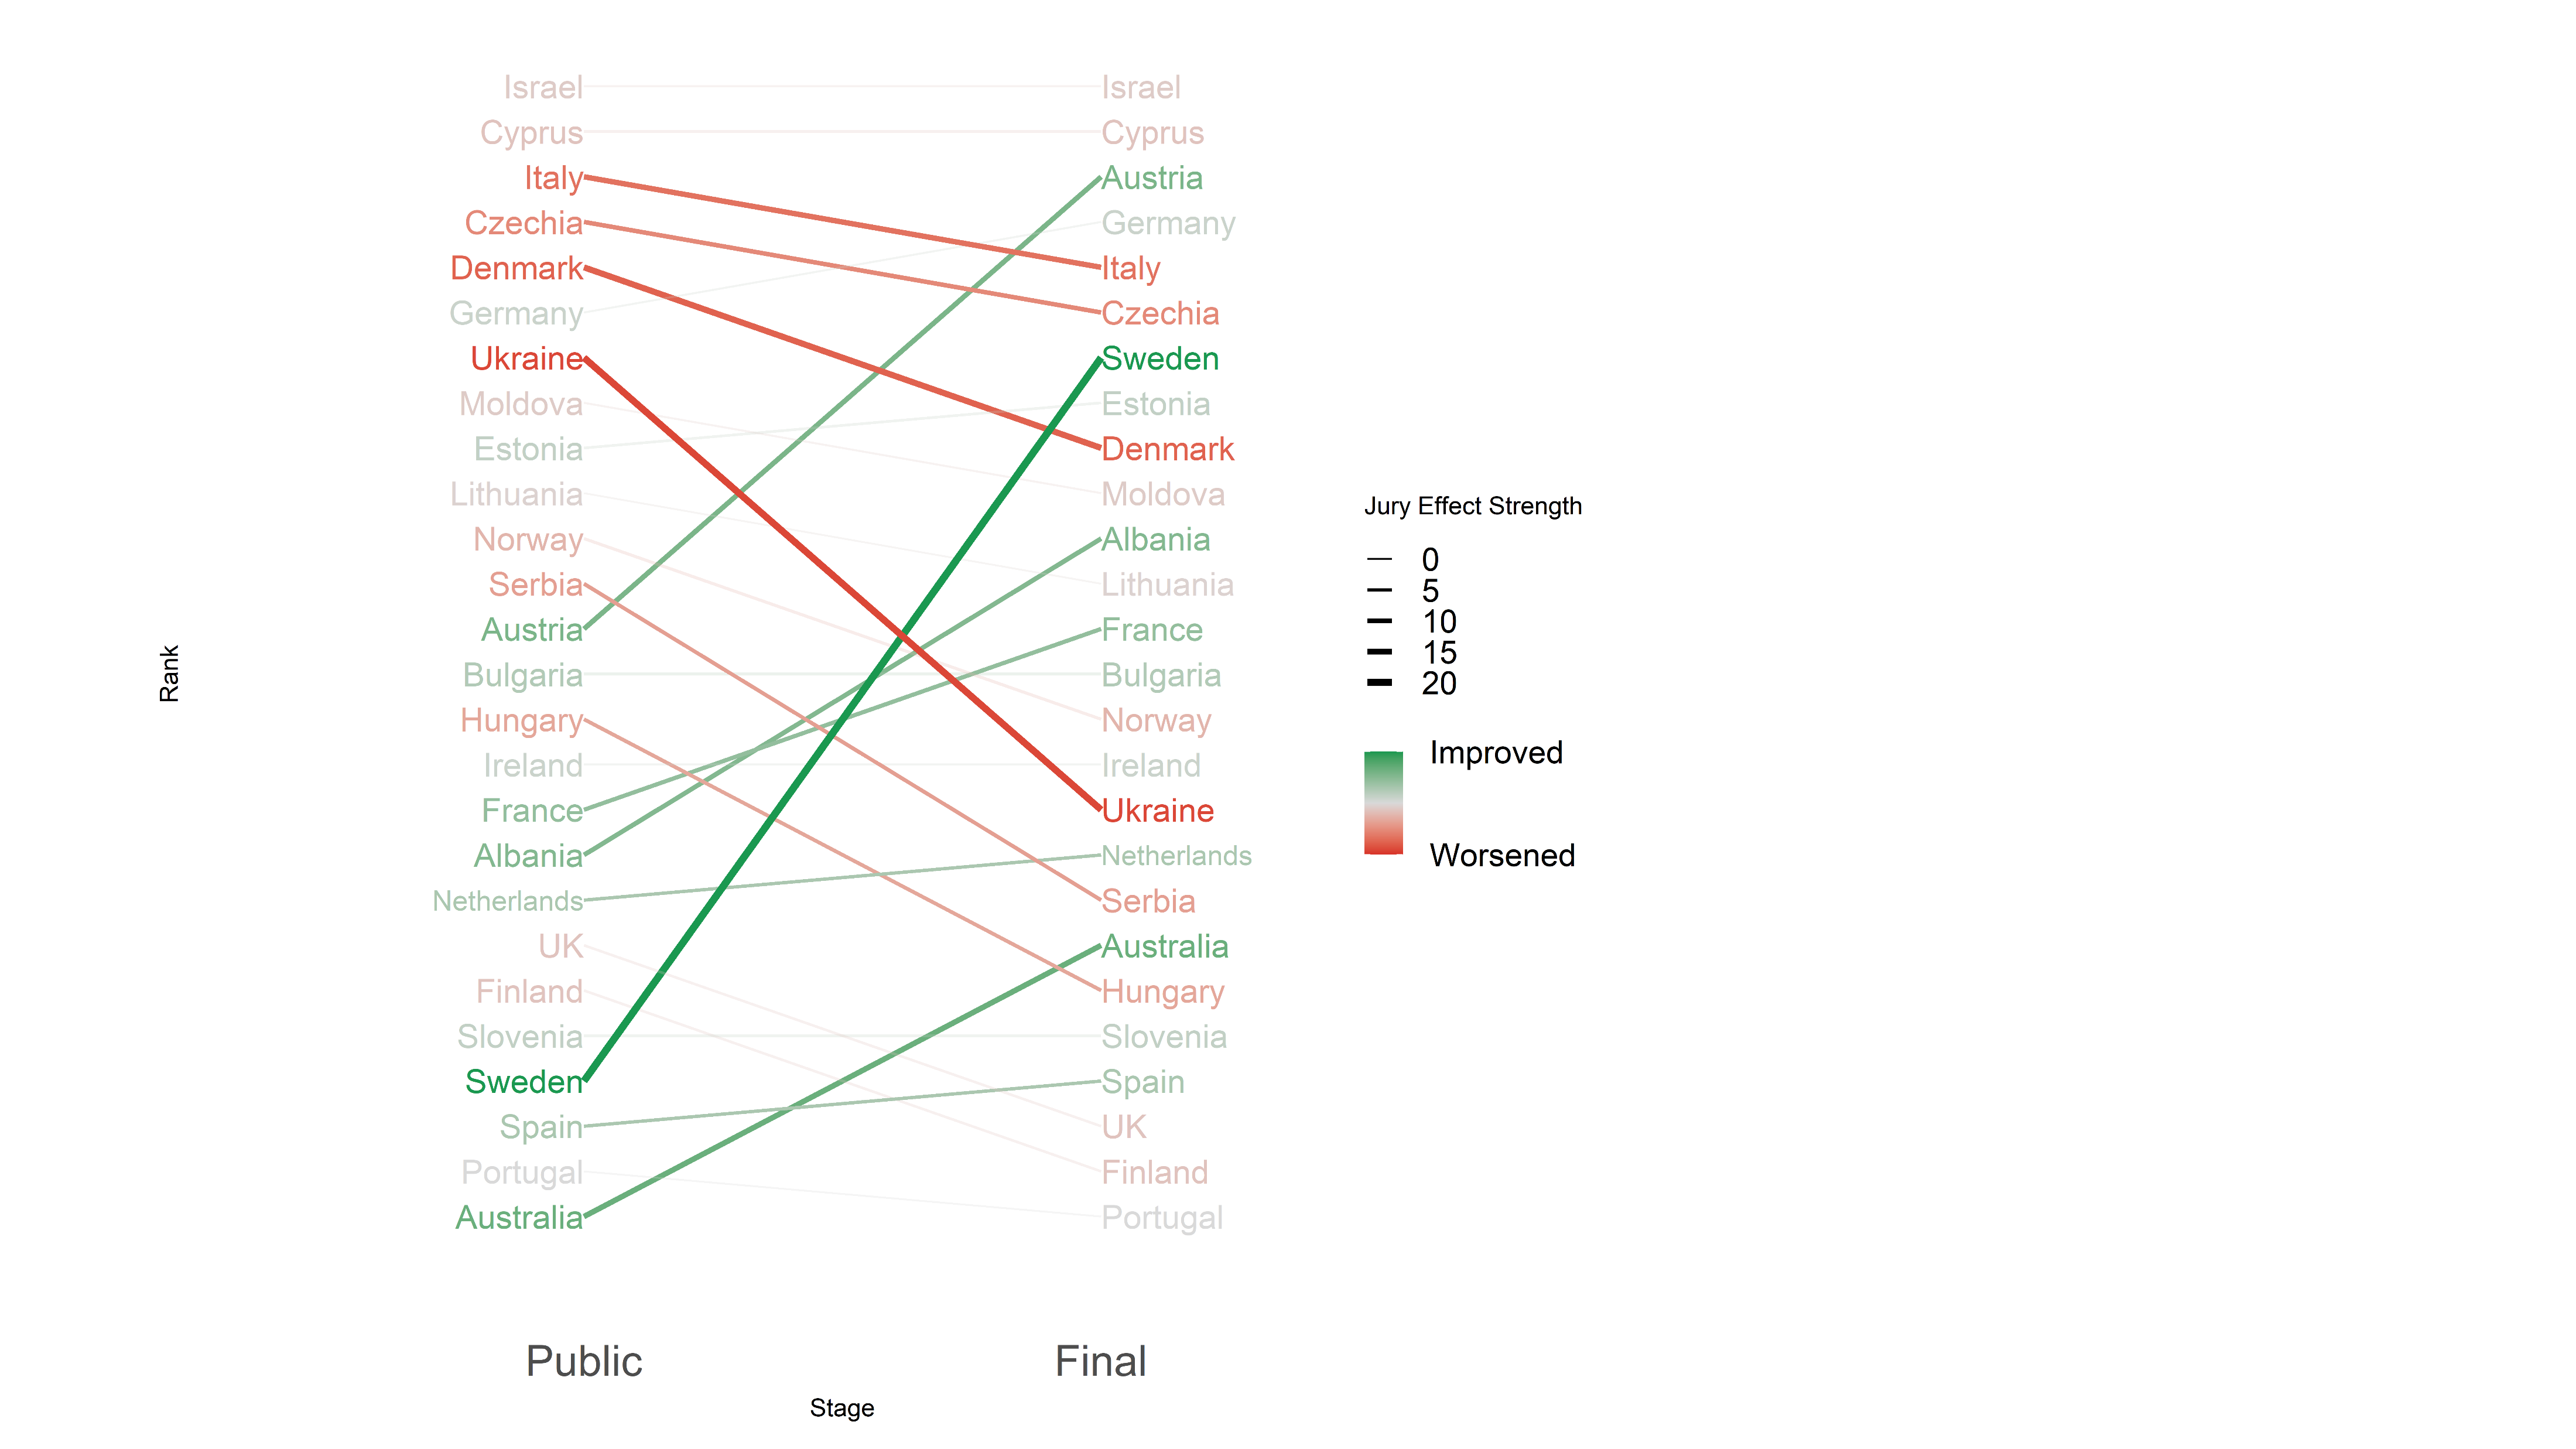 Israel Israel
Cyprus Cyprus
Italy Austria
Czechia Germany
Denmark Italy
Germany Czechia
Ukraine Sweden
Moldova Estonia
Estonia Denmark
Lithuania Moldova
Norway Albania
Serbia Lithuania
Austria France
Bulgaria Bulgaria
Hungary Norway
Ireland Ireland
France Ukraine
Albania Netherlands
Netherlands Serbia
UK Australia
Finland Hungary
Slovenia Slovenia
Sweden Spain
Spain UK
Portugal Finland
Australia Portugal
Rank
Public Final
Stage
Jury Effect Strength
0
5
10
15
20
Improved
Worsened